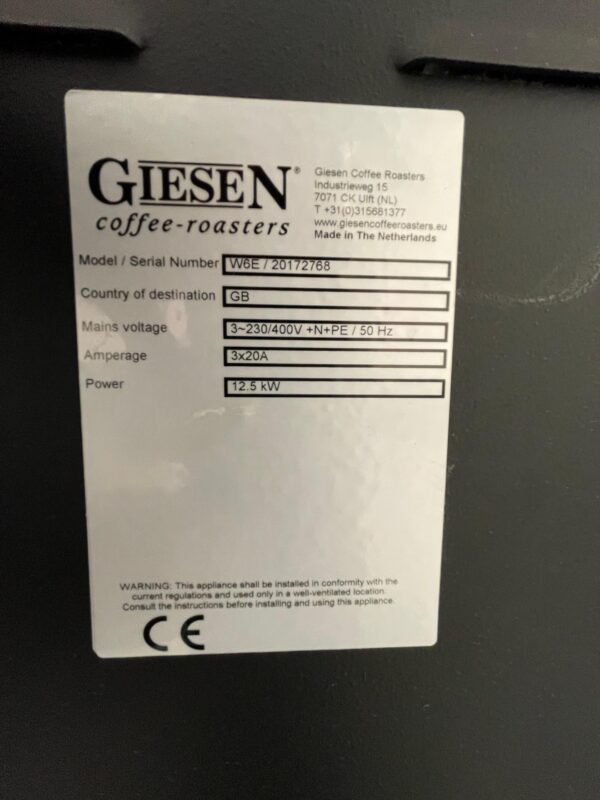 GIESEN®
coffee-roasters
Giesen Coffee Roasters
Industrieweg 15
7071 CK Ulft (NL)
T +31(0)315681377
www.giesencoffeeroasters.eu
Made in The Netherlands
Model / Serial Number W6E / 20172768
Country of destination GB
Mains voltage 3~230/400V +N+PE / 50 Hz
Amperage 3x20A
Power 12.5 kW
WARNING: This appliance shall be installed in conformity with the
current regulations and used only in a well-ventilated location.
Consult the instructions before installing and using this appliance.
CE